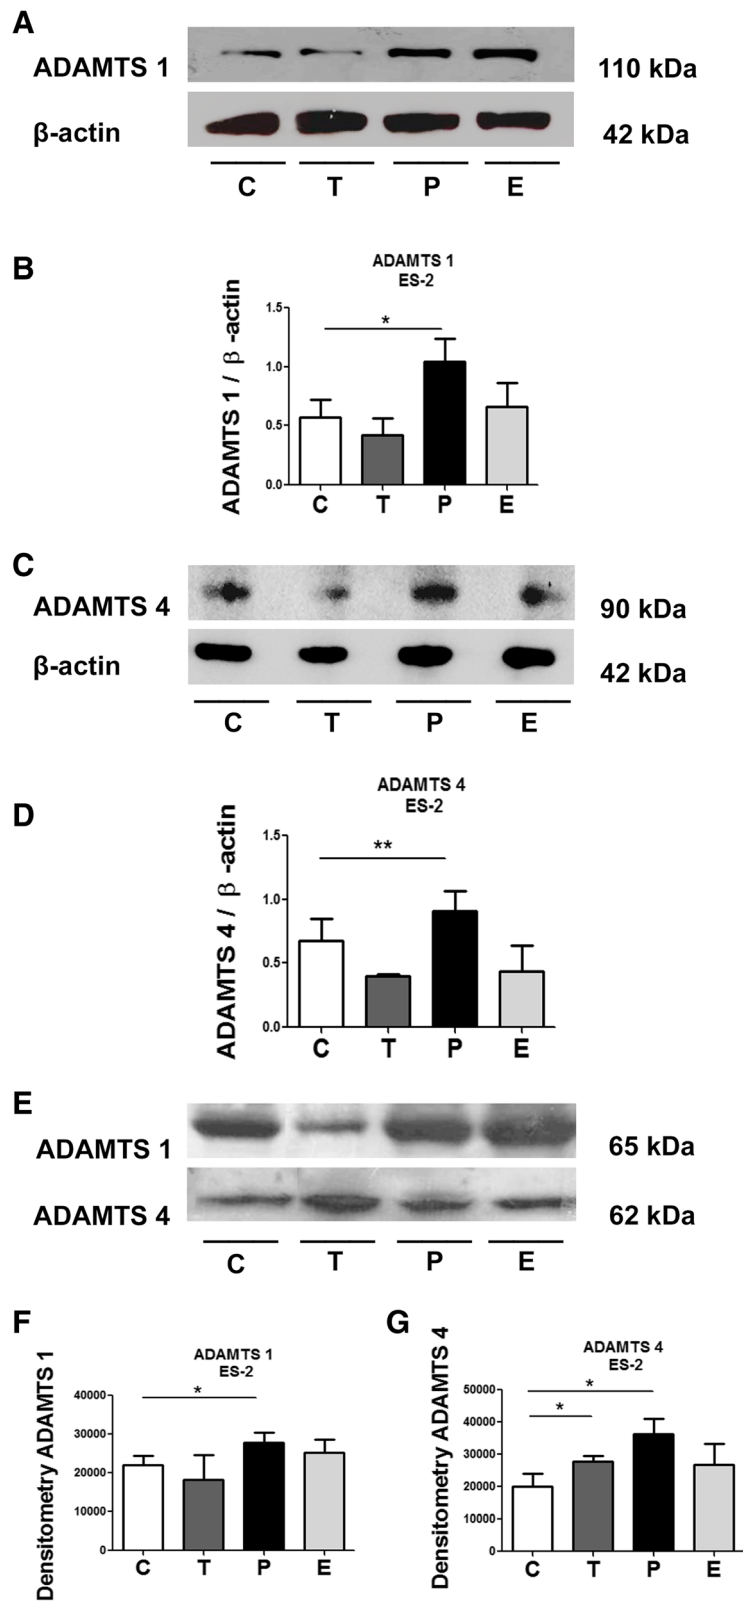 A
ADAMTS 1
110 kDa
β-actin
42 kDa
C T P E
B
ADAMTS 1
ES-2
ADAMTS 1 / β -actin
1.5
*
1.0
0.5
0.0
C T P E
C
ADAMTS 4
90 kDa
β-actin
42 kDa
C T P E
D
ADAMTS 4
ES-2
ADAMTS 4 / β -actin
1.5
**
1.0
0.5
0.0
C T P E
E
ADAMTS 1
65 kDa
ADAMTS 4
62 kDa
C T P E
F
ADAMTS 1
ES-2
Densitometry ADAMTS 1
40000
*
30000
20000
10000
0
C T P E
G
ADAMTS 4
ES-2
Densitometry ADAMTS 4
50000
*
40000
*
30000
20000
10000
0
C T P E